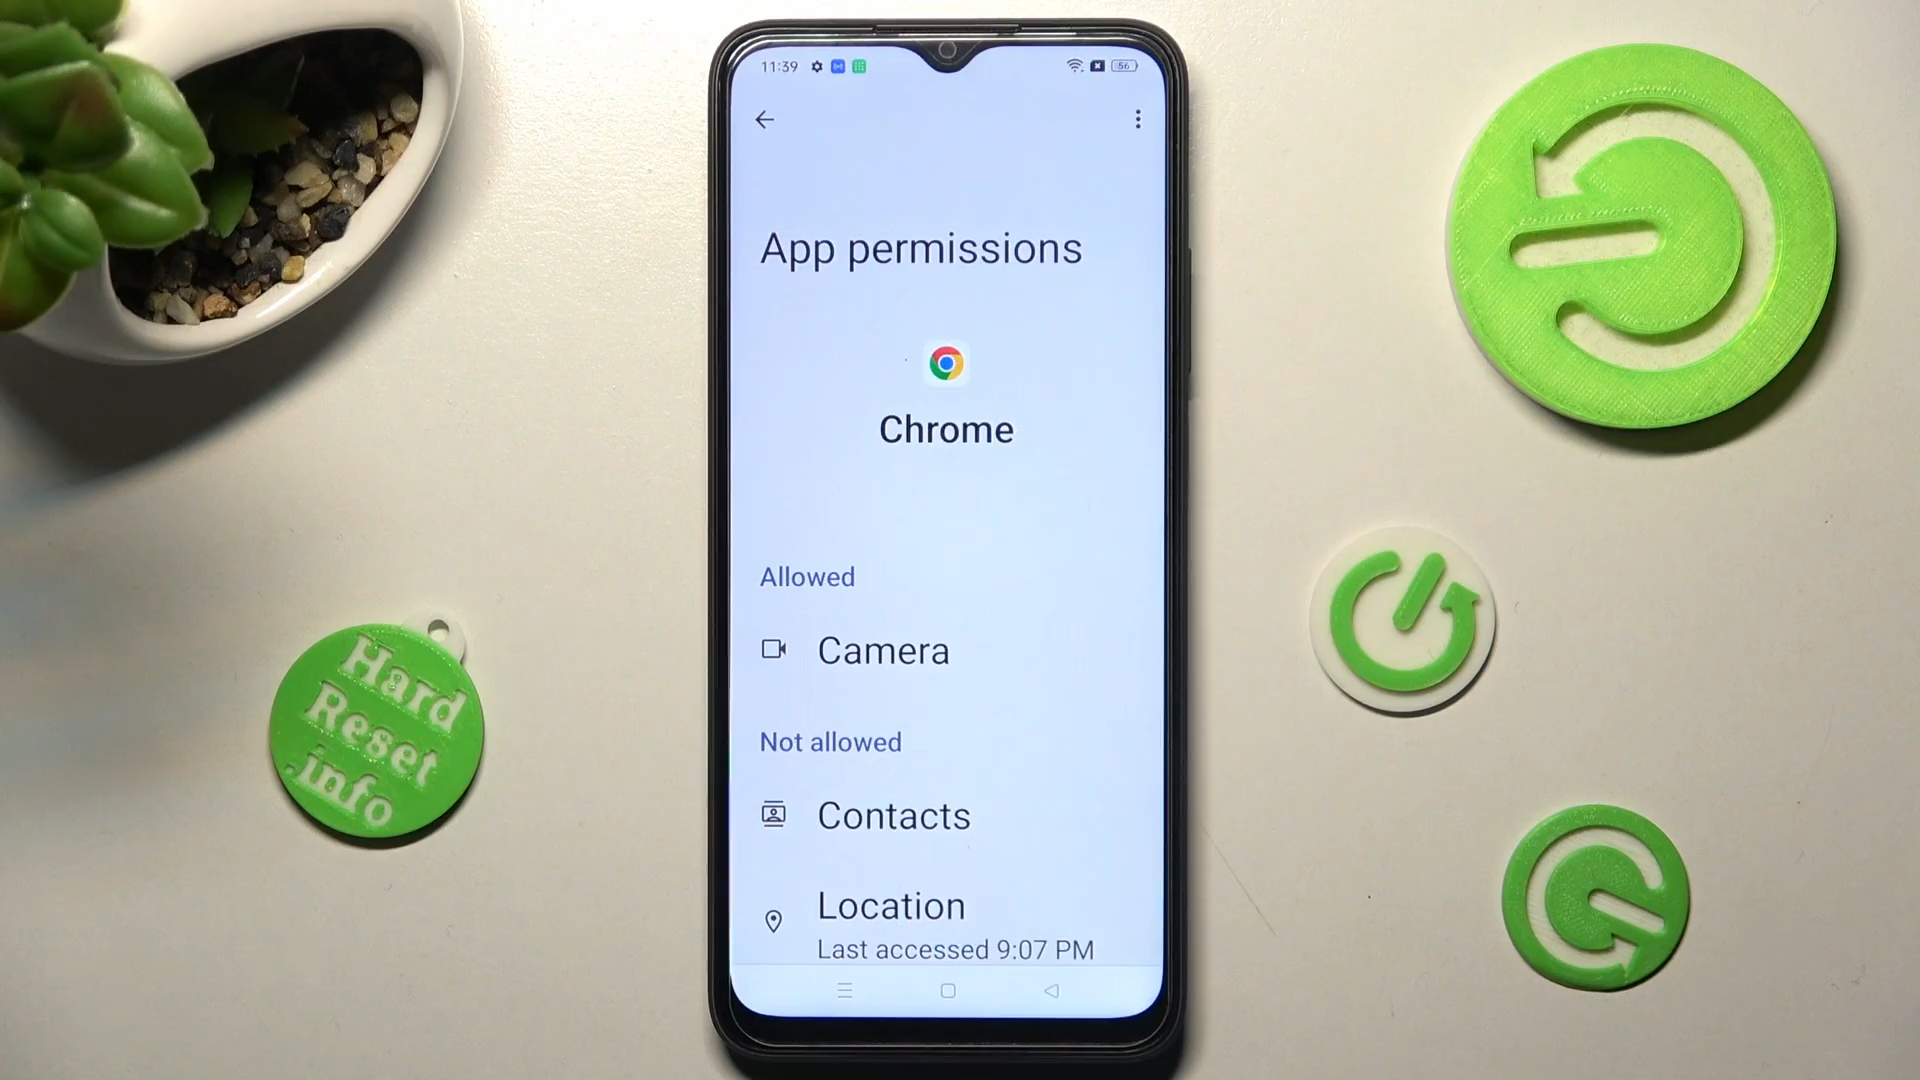 11:39
56
App permissions
Chrome
Allowed
Camera
Not allowed
Contacts
Location
Last accessed 9:07 PM
Hard
Reset
.info